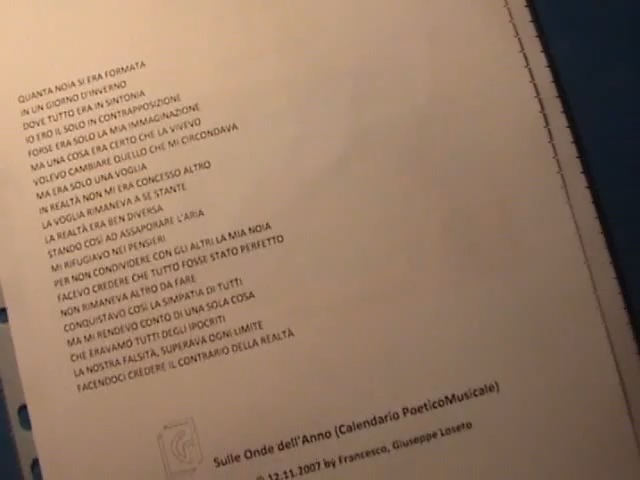 QUANTA NOIA SI ERA FORMATA
IN UN GIORNO D'INVERNO
DOVE TUTTO ERA IN SINTONIA
IO ERO IL SOLO IN CONTRAPPOSIZIONE
FORSE ERA SOLO LA MIA IMMAGINAZIONE
MA UNA COSA ERA CERTO CHE LA VIVEVO
VOLEVO CAMBIARE QUELLO CHE MI CIRCONDAVA
MA ERA SOLO UNA VOGLIA
IN REALTÀ NON MI ERA CONCESSO ALTRO
LA VOGLIA RIMANEVA A SE STANTE
LA REALTÀ ERA BEN DIVERSA
STANDO COSÌ AD ASSAPORARE L'ARIA
MI RIFUGIAVO NEI PENSIERI
PER NON CONDIVIDERE CON GLI ALTRI LA MIA NOIA
FACEVO CREDERE CHE TUTTO FOSSE STATO PERFETTO
NON RIMANEVA ALTRO DA FARE
CONQUISTAVO COSÌ LA SIMPATIA DI TUTTI
MA MI RENDEVO CONTO DI UNA SOLA COSA
CHE ERAVAMO TUTTI DEGLI IPOCRITI
LA NOSTRA FALSITÀ, SUPERAVA OGNI LIMITE
FACENDOCI CREDERE IL CONTRARIO DELLA REALTÀ
Sulle Onde dell'Anno (Calendario PoeticoMusicale)
© 12.11.2007 by Francesco, Giuseppe Loseto